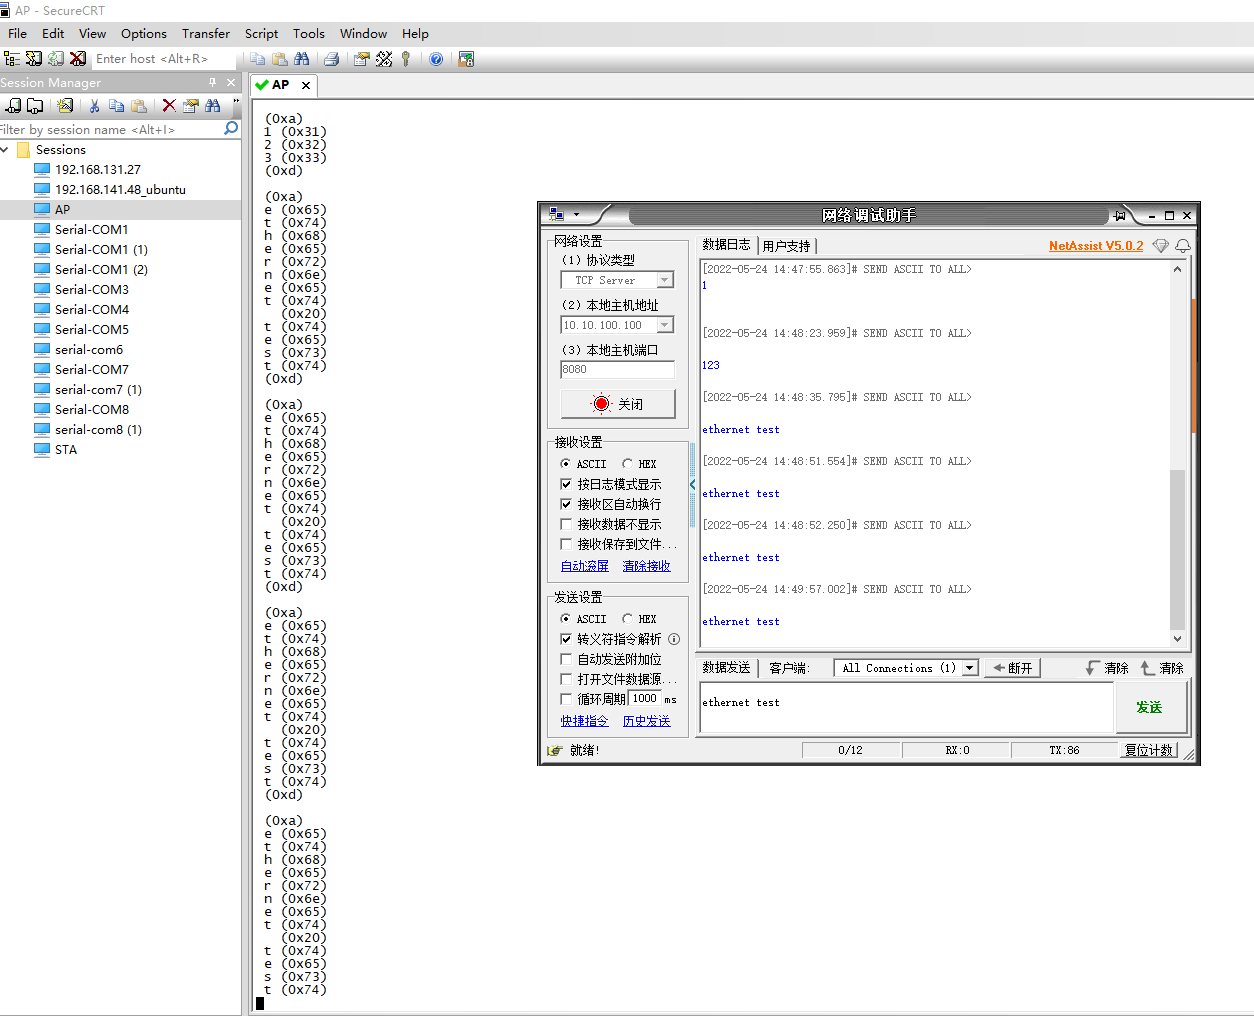 AP - SecureCRT
File Edit View Options Transfer Script Tools Window Help
Enter host <Alt+R>
Session Manager
AP
Filter by session name <Alt+I>
Sessions
192.168.131.27
192.168.141.48_ubuntu
AP
Serial-COM1
Serial-COM1 (1)
Serial-COM1 (2)
Serial-COM3
Serial-COM4
Serial-COM5
serial-com6
Serial-COM7
serial-com7 (1)
Serial-COM8
serial-com8 (1)
STA
(0xa)
1 (0x31)
2 (0x32)
3 (0x33)
(0xd)
(0xa)
e (0x65)
t (0x74)
h (0x68)
e (0x65)
r (0x72)
n (0x6e)
e (0x65)
t (0x74)
(0x20)
t (0x74)
e (0x65)
s (0x73)
t (0x74)
(0xd)
(0xa)
e (0x65)
t (0x74)
h (0x68)
e (0x65)
r (0x72)
n (0x6e)
e (0x65)
t (0x74)
(0x20)
t (0x74)
e (0x65)
s (0x73)
t (0x74)
(0xd)
(0xa)
e (0x65)
t (0x74)
h (0x68)
e (0x65)
r (0x72)
n (0x6e)
e (0x65)
t (0x74)
(0x20)
t (0x74)
e (0x65)
s (0x73)
t (0x74)
(0xd)
(0xa)
e (0x65)
t (0x74)
h (0x68)
e (0x65)
r (0x72)
n (0x6e)
e (0x65)
t (0x74)
(0x20)
t (0x74)
e (0x65)
s (0x73)
t (0x74)
网络调试助手
网络设置
(1) 协议类型
TCP Server
(2) 本地主机地址
10.10.100.100
(3) 本地主机端口
8080
关闭
接收设置
ASCII HEX
按日志模式显示
接收区自动换行
接收数据不显示
接收保存到文件...
自动滚屏 清除接收
发送设置
ASCII HEX
转义符指令解析
自动发送附加位
打开文件数据源...
循环周期 1000 ms
快捷指令 历史发送
数据日志 用户支持 NetAssist V5.0.2
[2022-05-24 14:47:55.863]# SEND ASCII TO ALL>
1
[2022-05-24 14:48:23.959]# SEND ASCII TO ALL>
123
[2022-05-24 14:48:35.795]# SEND ASCII TO ALL>
ethernet test
[2022-05-24 14:48:51.554]# SEND ASCII TO ALL>
ethernet test
[2022-05-24 14:48:52.250]# SEND ASCII TO ALL>
ethernet test
[2022-05-24 14:49:57.002]# SEND ASCII TO ALL>
ethernet test
数据发送 客户端: All Connections (1) 断开 清除 清除
ethernet test
发送
就绪! 0/12 RX:0 TX:86 复位计数